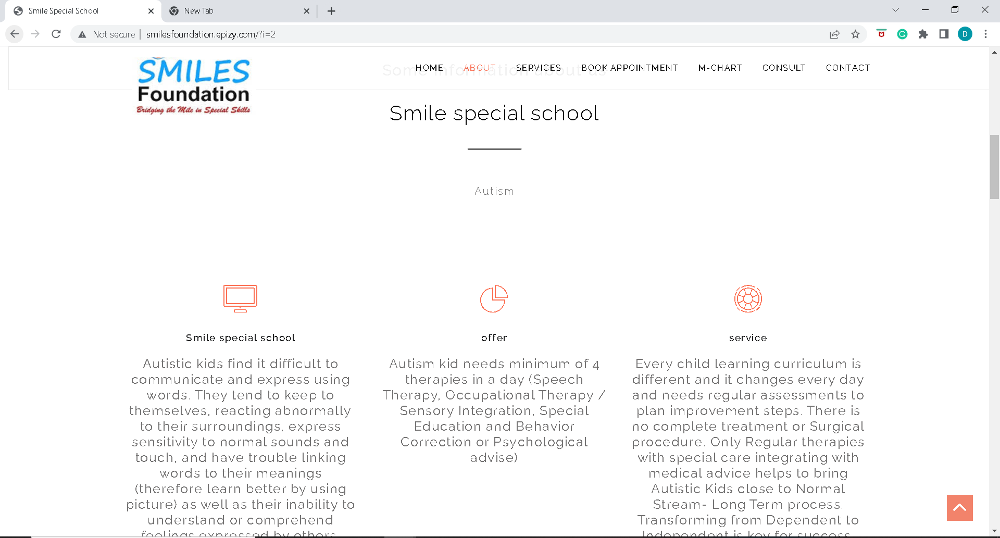 Smile Special School
New Tab
Not secure
smilesfoundation.epizy.com/?i=2
D
SMILES
Foundation
Bridging the Mile in Special Skills
HOME
ABOUT
SERVICES
BOOK APPOINTMENT
M-CHART
CONSULT
CONTACT
Some information about us
Smile special school
Autism
Smile special school
Autistic kids find it difficult to
communicate and express using
words. They tend to keep to
themselves, reacting abnormally
to their surroundings, express
sensitivity to normal sounds and
touch, and have trouble linking
words to their meanings
(therefore learn better by using
picture) as well as their inability to
understand or comprehend
feelings expressed by others
offer
Autism kid needs minimum of 4
therapies in a day (Speech
Therapy, Occupational Therapy /
Sensory Integration, Special
Education and Behavior
Correction or Psychological
advise)
service
Every child learning curriculum is
different and it changes every day
and needs regular assessments to
plan improvement steps. There is
no complete treatment or Surgical
procedure. Only Regular therapies
with special care integrating with
medical advice helps to bring
Autistic Kids close to Normal
Stream- Long Term process.
Transforming from Dependent to
Independent is key for success